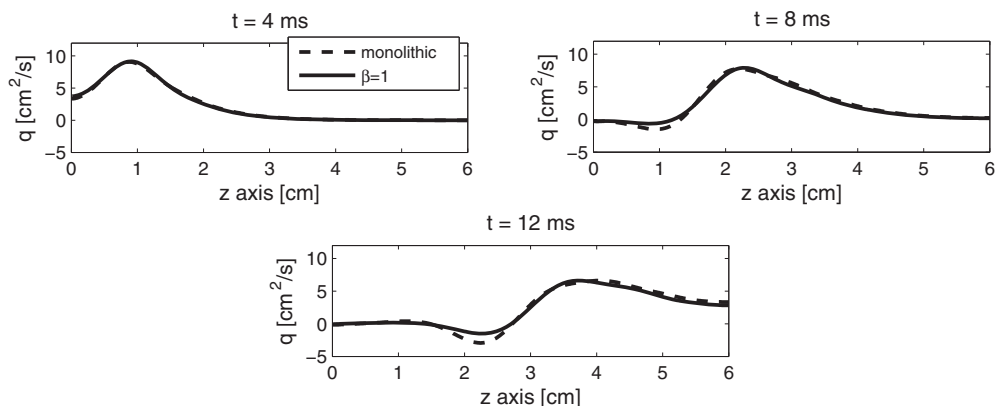 t = 4 ms
q [cm²/s]
10
5
0
−5
0 1 2 3 4 5 6
z axis [cm]
monolithic
β=1
t = 8 ms
q [cm²/s]
10
5
0
−5
0 1 2 3 4 5 6
z axis [cm]
t = 12 ms
q [cm²/s]
10
5
0
−5
0 1 2 3 4 5 6
z axis [cm]